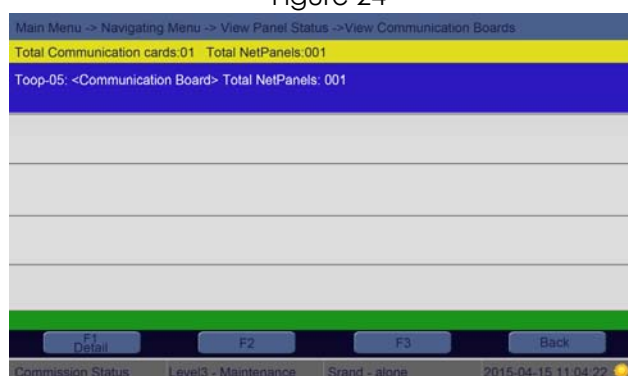 Figure 24
Main Menu -> Navigating Menu -> View Panel Status ->View Communication Boards
Total Communication cards:01 Total NetPanels:001
Toop-05: <Communication Board> Total NetPanels: 001
F1
Detail
F2
F3
Back
Commission Status
Level3 - Maintenance
Srand - alone
2015-04-15 11:04:22